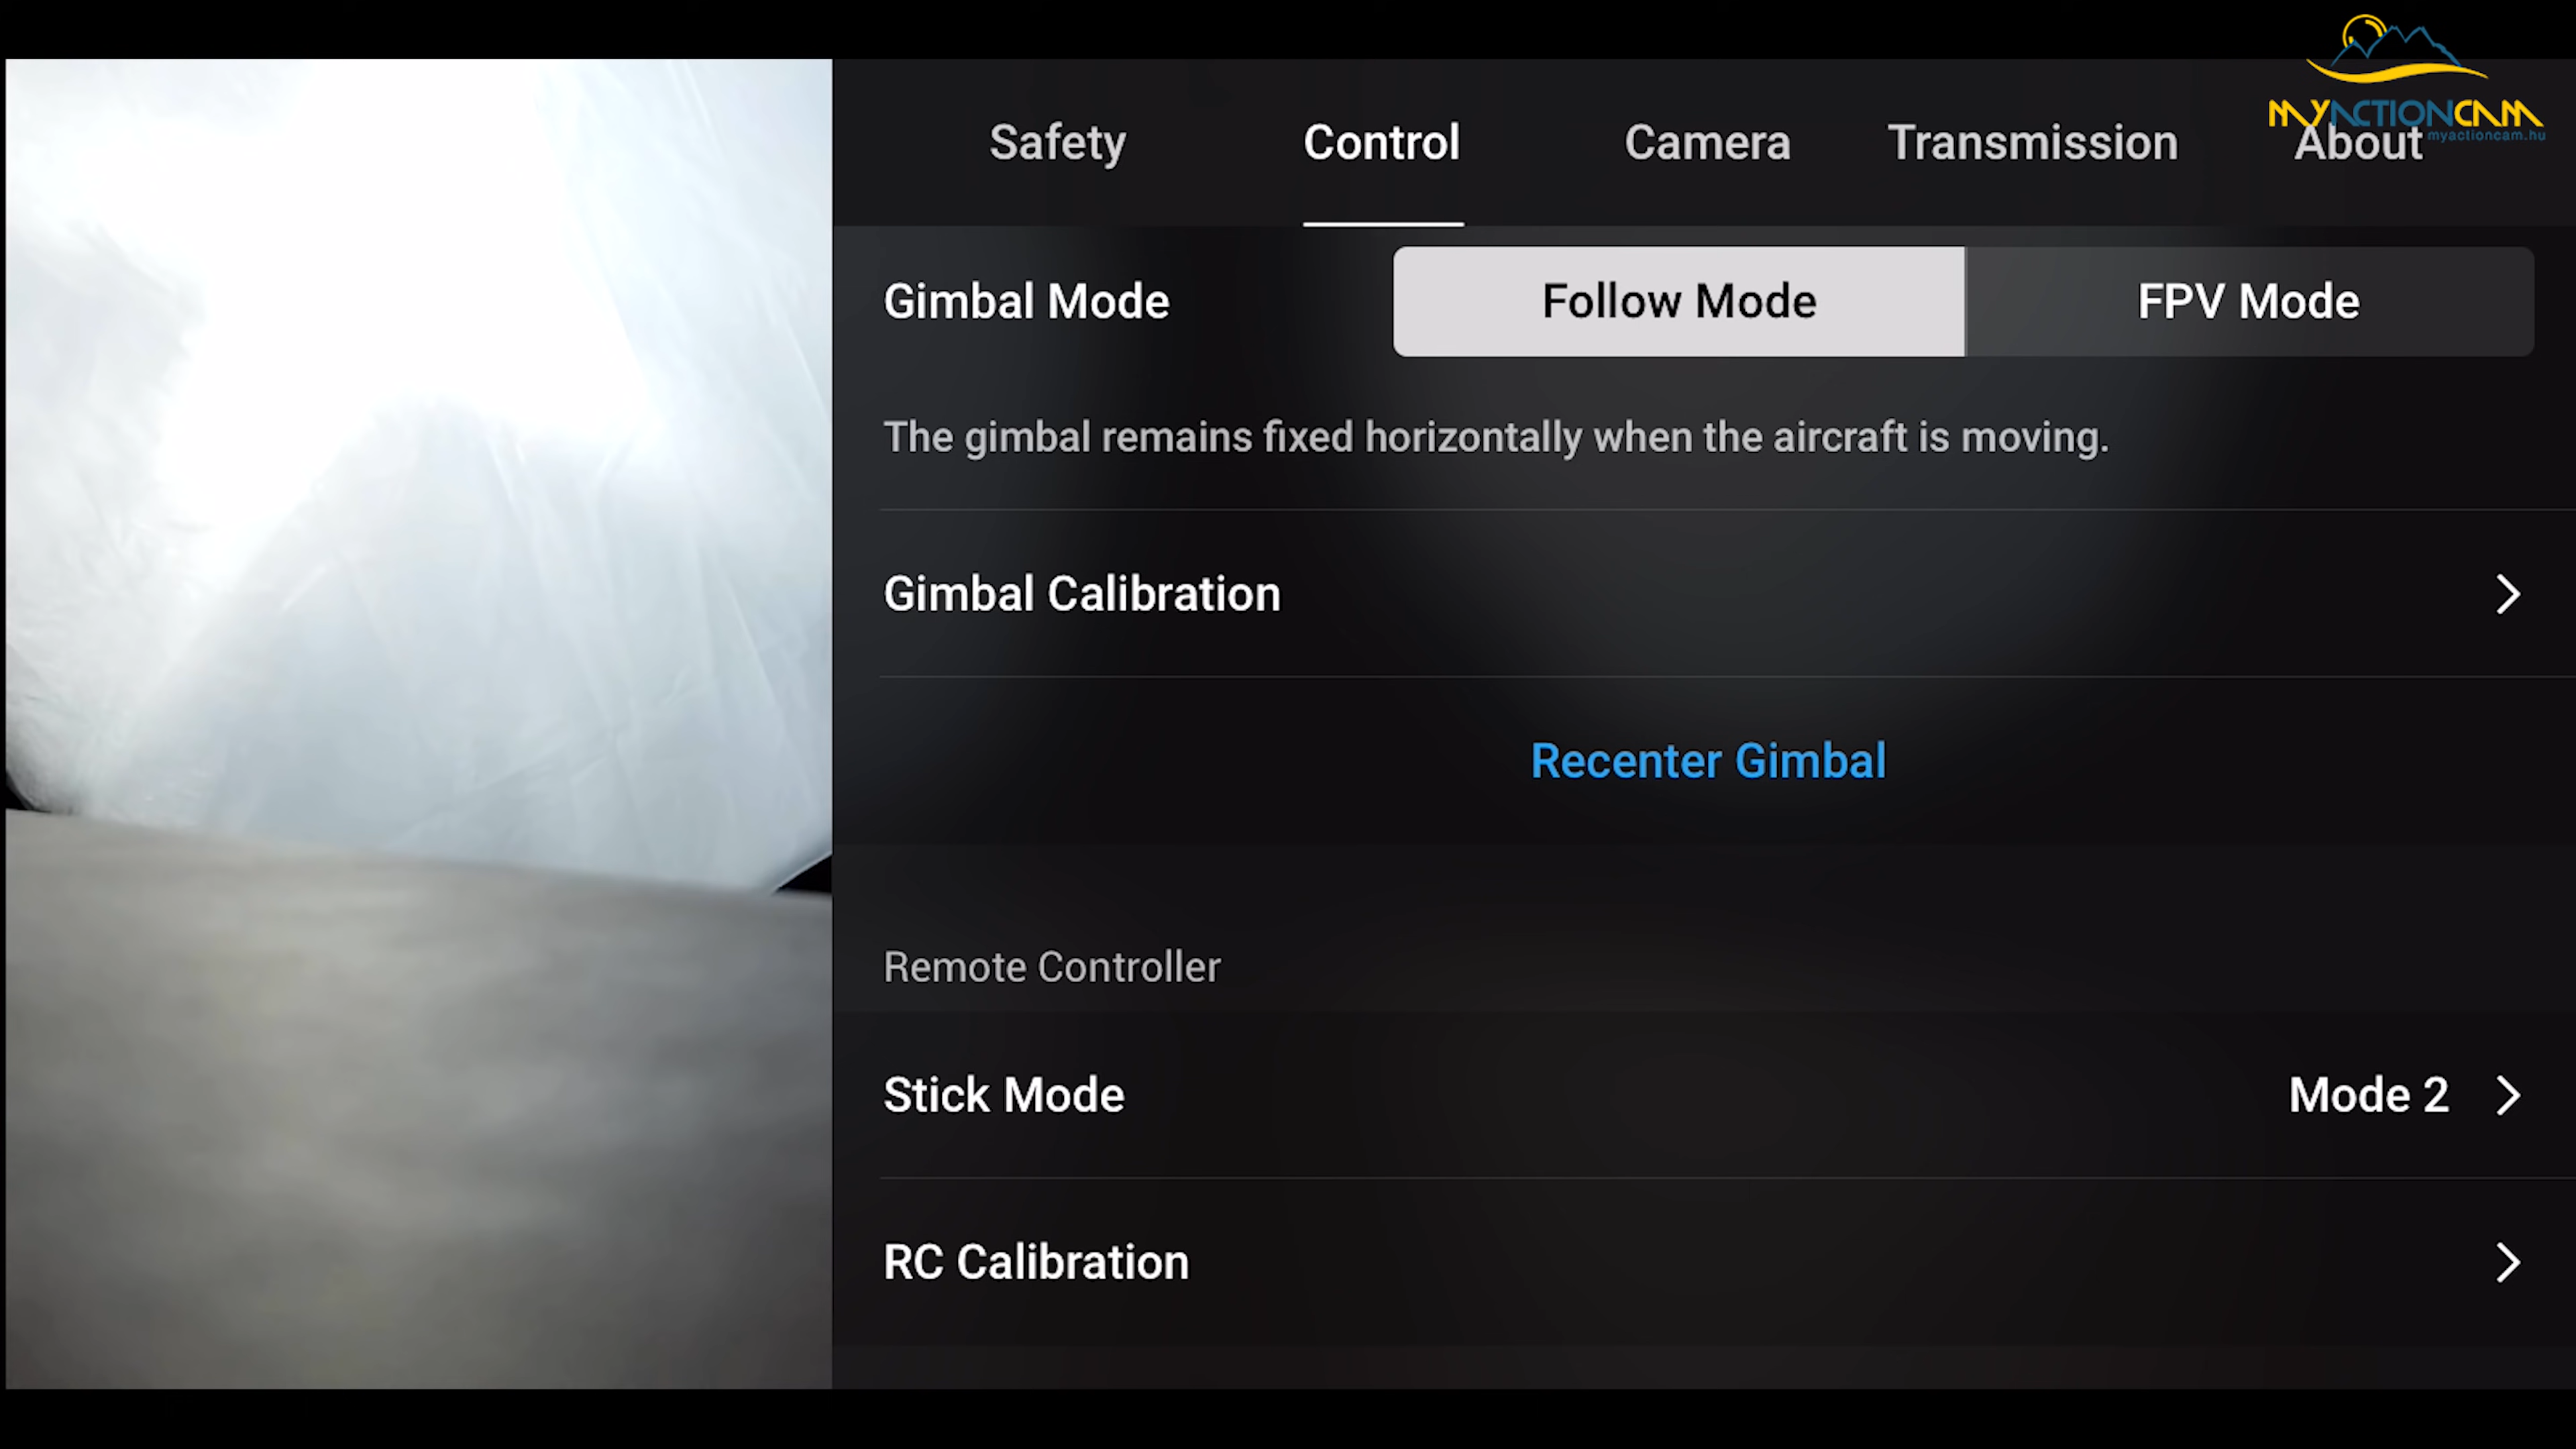 MYACTIONCAM
myactioncam.hu
Safety
Control
Camera
Transmission
About
Gimbal Mode
Follow Mode
FPV Mode
The gimbal remains fixed horizontally when the aircraft is moving.
Gimbal Calibration
Recenter Gimbal
Remote Controller
Stick Mode
Mode 2
RC Calibration